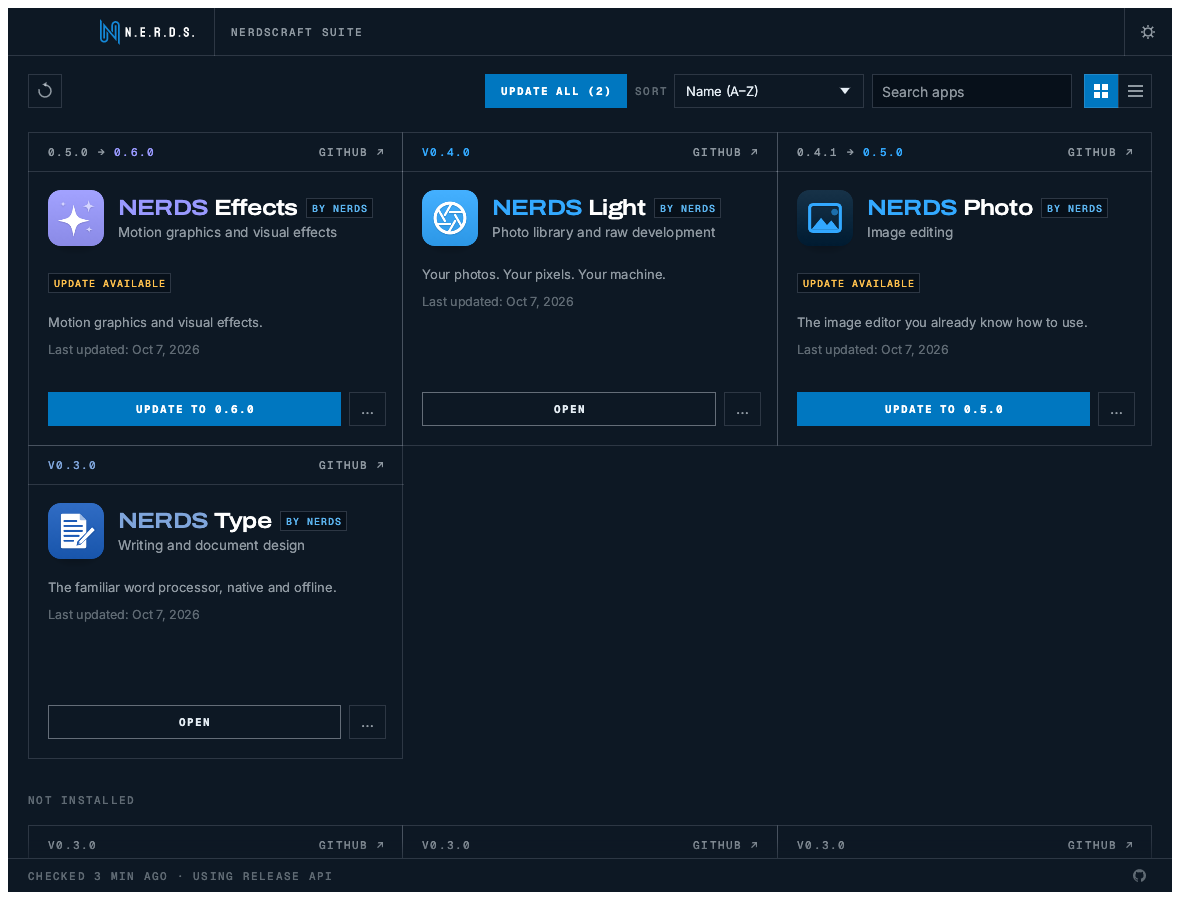 N.E.R.D.S.
NERDSCRAFT SUITE
UPDATE ALL (2)
SORT
Name (A–Z)
Search apps
0.5.0 → 0.6.0
GITHUB ↗
NERDS Effects
BY NERDS
Motion graphics and visual effects
UPDATE AVAILABLE
Motion graphics and visual effects.
Last updated: Oct 7, 2026
UPDATE TO 0.6.0
...
V0.4.0
GITHUB ↗
NERDS Light
BY NERDS
Photo library and raw development
Your photos. Your pixels. Your machine.
Last updated: Oct 7, 2026
OPEN
...
0.4.1 → 0.5.0
GITHUB ↗
NERDS Photo
BY NERDS
Image editing
UPDATE AVAILABLE
The image editor you already know how to use.
Last updated: Oct 7, 2026
UPDATE TO 0.5.0
...
V0.3.0
GITHUB ↗
NERDS Type
BY NERDS
Writing and document design
The familiar word processor, native and offline.
Last updated: Oct 7, 2026
OPEN
...
NOT INSTALLED
V0.3.0
GITHUB ↗
V0.3.0
GITHUB ↗
V0.3.0
GITHUB ↗
CHECKED 3 MIN AGO · USING RELEASE API